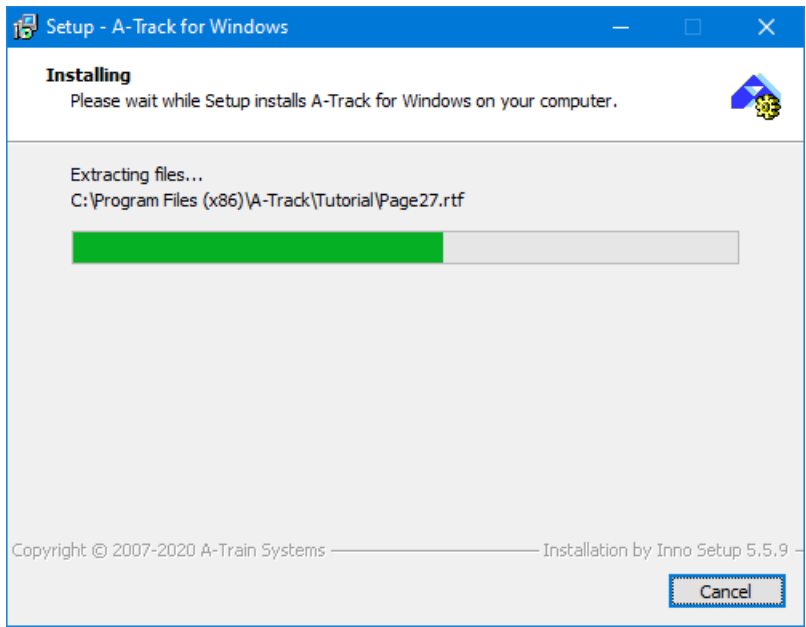 Setup - A-Track for Windows
Installing
Please wait while Setup installs A-Track for Windows on your computer.
Extracting files...
C:\Program Files (x86)\A-Track\Tutorial\Page27.rtf
Copyright © 2007-2020 A-Train Systems
Installation by Inno Setup 5.5.9
Cancel